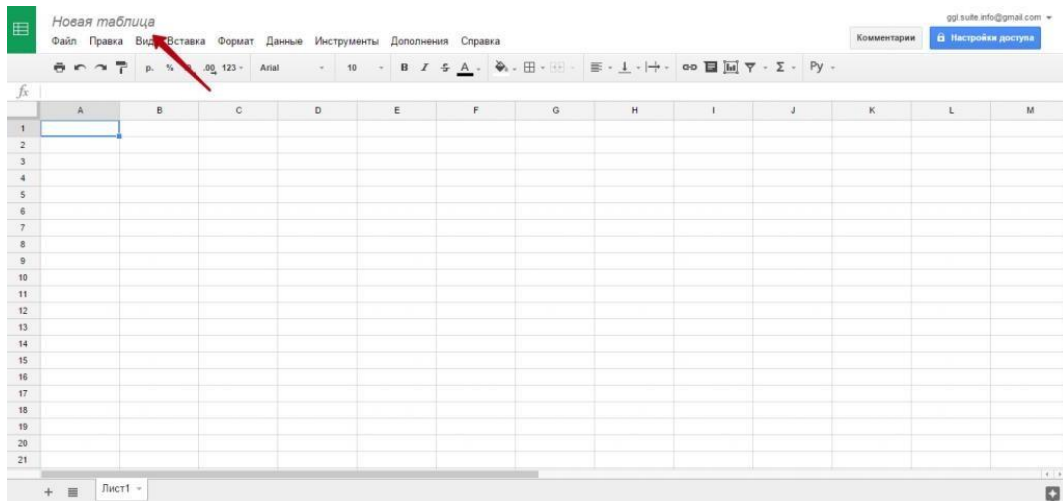 Новая таблица
ggl.suite.info@gmail.com
Файл Правка Вид Вставка Формат Данные Инструменты Дополнения Справка
Комментарии Настройки доступа
р. % .00 123 Arial 10 B I S A Σ Ру
fx
A B C D E F G H I J K L M
1
2
3
4
5
6
7
8
9
10
11
12
13
14
15
16
17
18
19
20
21
+ Лист1